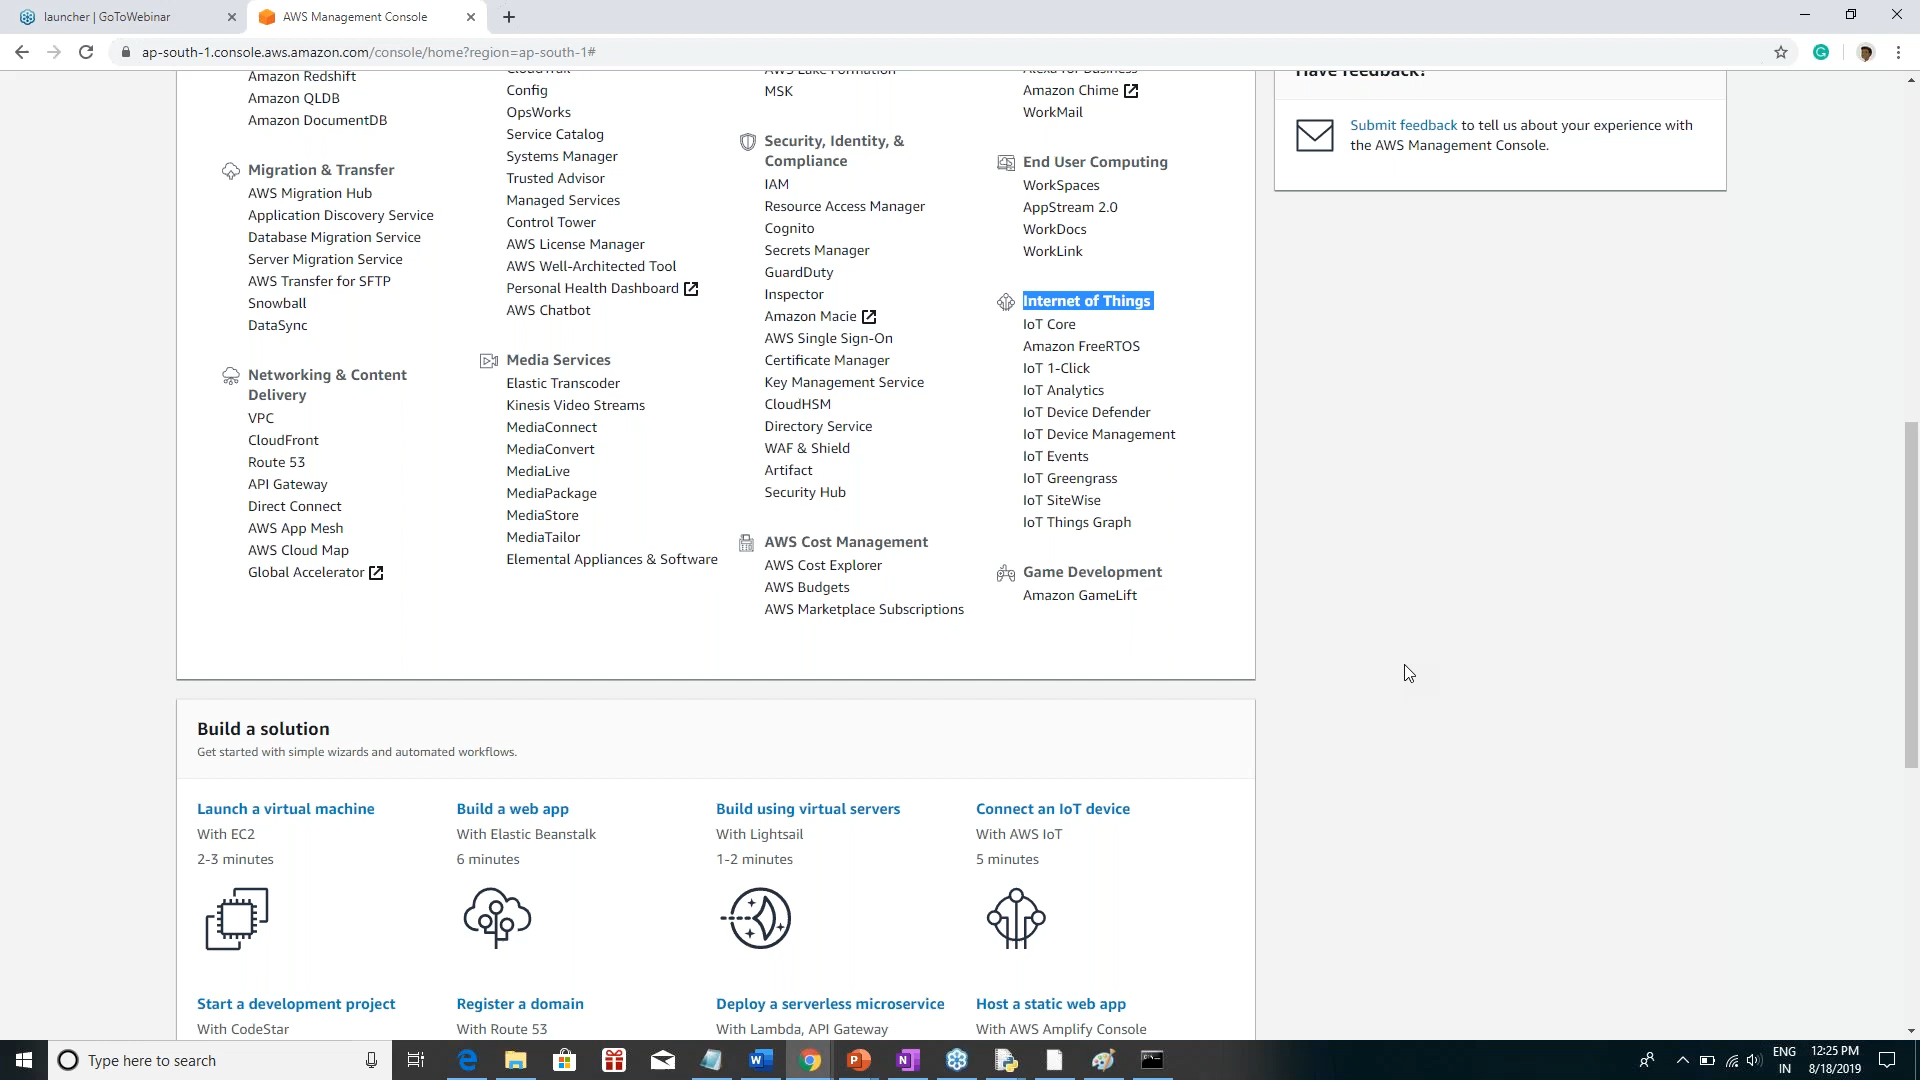 launcher | GoToWebinar
AWS Management Console
ap-south-1.console.aws.amazon.com/console/home?region=ap-south-1#
Amazon Redshift
Amazon QLDB
Amazon DocumentDB
Migration & Transfer
AWS Migration Hub
Application Discovery Service
Database Migration Service
Server Migration Service
AWS Transfer for SFTP
Snowball
DataSync
Networking & Content
Delivery
VPC
CloudFront
Route 53
API Gateway
Direct Connect
AWS App Mesh
AWS Cloud Map
Global Accelerator
CloudTrail
Config
OpsWorks
Service Catalog
Systems Manager
Trusted Advisor
Managed Services
Control Tower
AWS License Manager
AWS Well-Architected Tool
Personal Health Dashboard
AWS Chatbot
Media Services
Elastic Transcoder
Kinesis Video Streams
MediaConnect
MediaConvert
MediaLive
MediaPackage
MediaStore
MediaTailor
Elemental Appliances & Software
AWS Lake Formation
MSK
Security, Identity, &
Compliance
IAM
Resource Access Manager
Cognito
Secrets Manager
GuardDuty
Inspector
Amazon Macie
AWS Single Sign-On
Certificate Manager
Key Management Service
CloudHSM
Directory Service
WAF & Shield
Artifact
Security Hub
AWS Cost Management
AWS Cost Explorer
AWS Budgets
AWS Marketplace Subscriptions
Alexa for Business
Amazon Chime
WorkMail
End User Computing
WorkSpaces
AppStream 2.0
WorkDocs
WorkLink
Internet of Things
IoT Core
Amazon FreeRTOS
IoT 1-Click
IoT Analytics
IoT Device Defender
IoT Device Management
IoT Events
IoT Greengrass
IoT SiteWise
IoT Things Graph
Game Development
Amazon GameLift
Have feedback?
Submit feedback to tell us about your experience with
the AWS Management Console.
Build a solution
Get started with simple wizards and automated workflows.
Launch a virtual machine
With EC2
2-3 minutes
Build a web app
With Elastic Beanstalk
6 minutes
Build using virtual servers
With Lightsail
1-2 minutes
Connect an IoT device
With AWS IoT
5 minutes
Start a development project
With CodeStar
Register a domain
With Route 53
Deploy a serverless microservice
With Lambda, API Gateway
Host a static web app
With AWS Amplify Console
Type here to search
ENG
IN
12:25 PM
8/18/2019